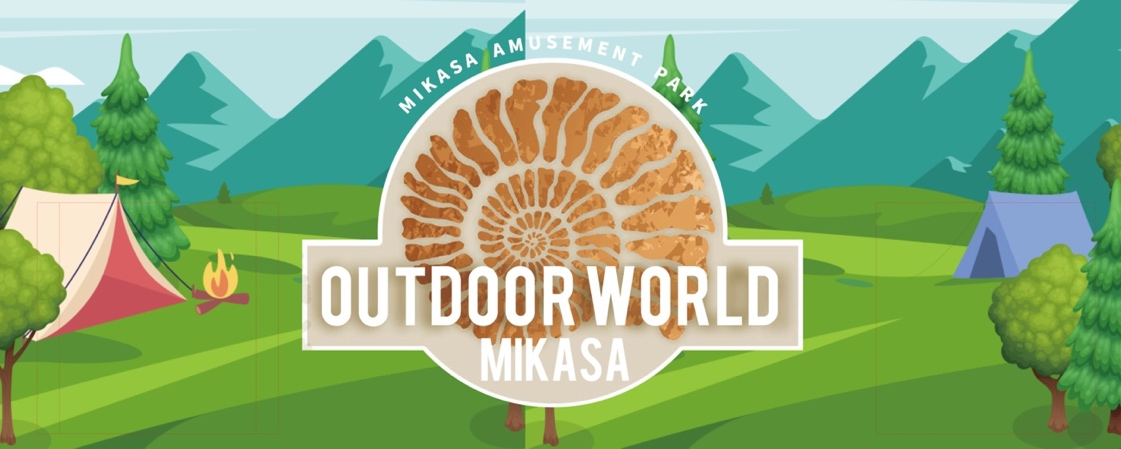 MIKASA AMUSEMENT PARK
OUTDOOR WORLD
MIKASA